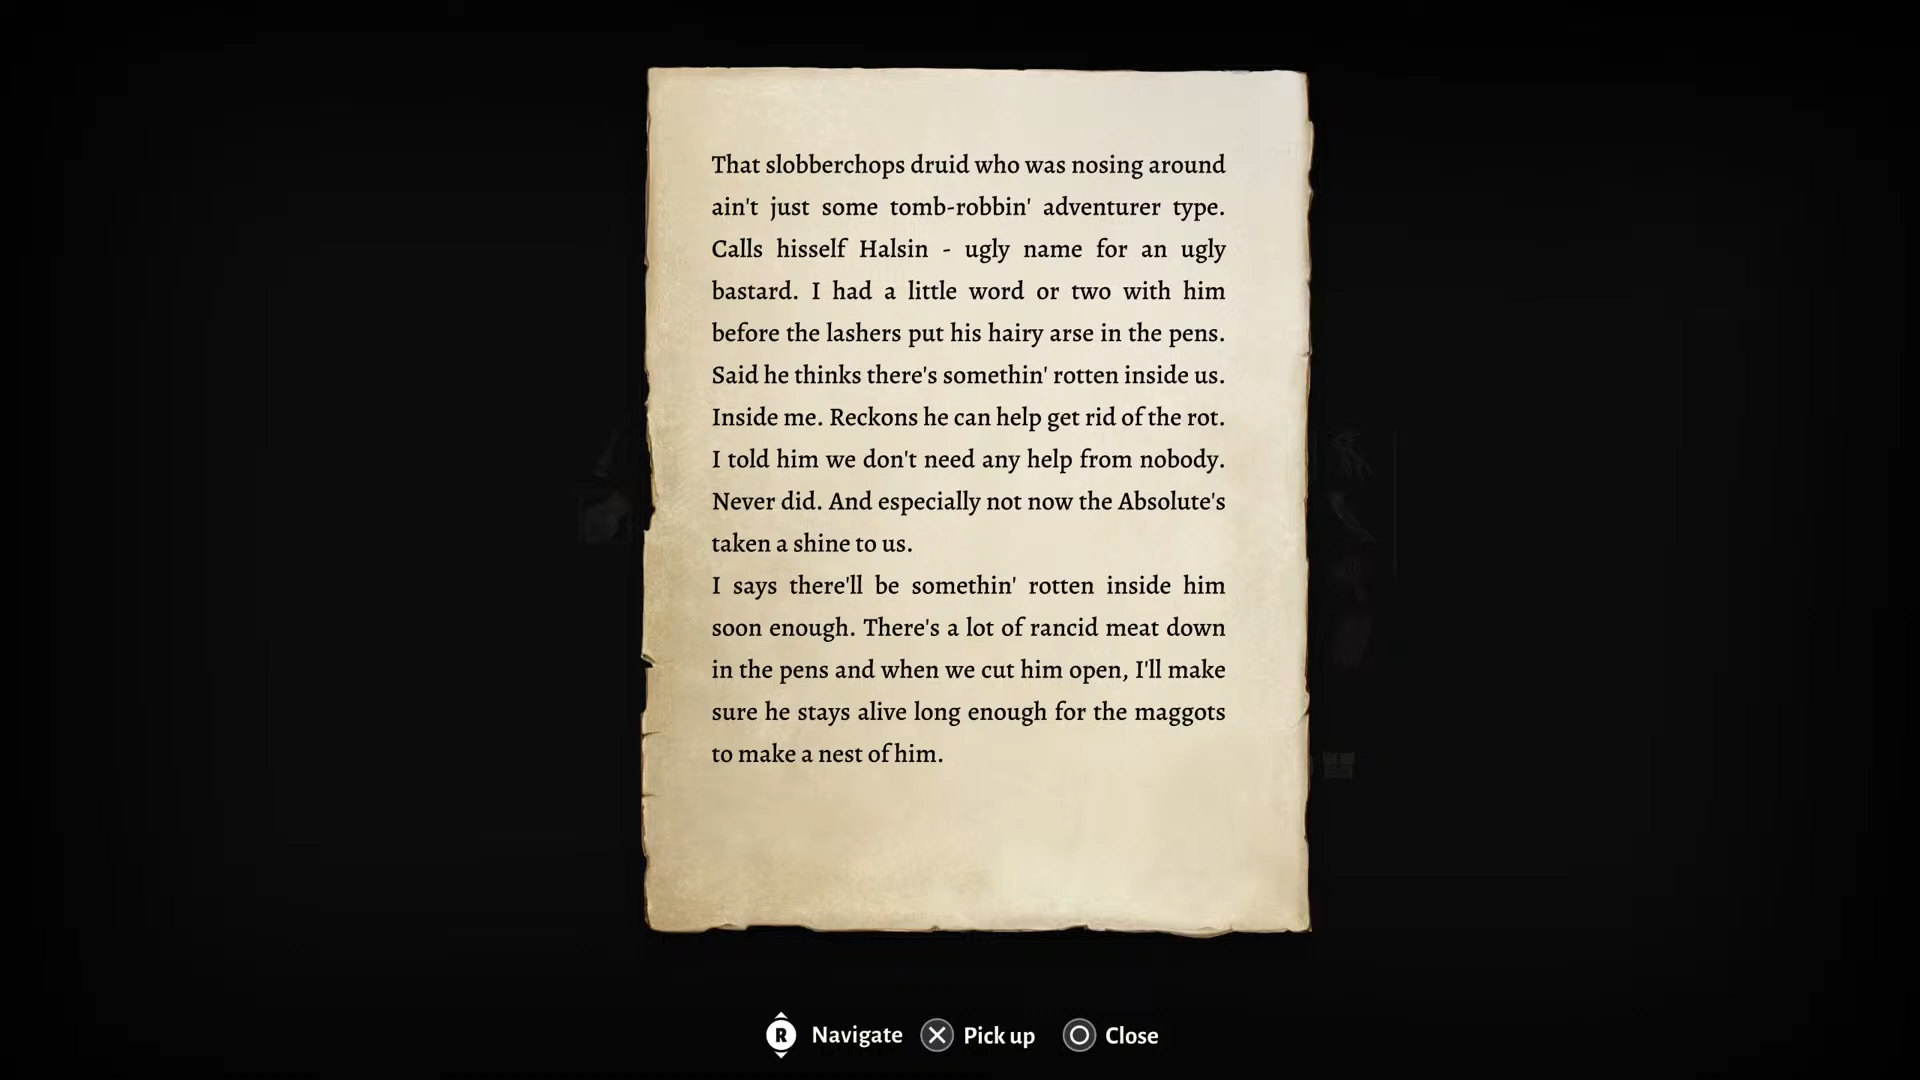 That slobberchops druid who was nosing around
ain't just some tomb-robbin' adventurer type.
Calls hisself Halsin - ugly name for an ugly
bastard. I had a little word or two with him
before the lashers put his hairy arse in the pens.
Said he thinks there's somethin' rotten inside us.
Inside me. Reckons he can help get rid of the rot.
I told him we don't need any help from nobody.
Never did. And especially not now the Absolute's
taken a shine to us.
I says there'll be somethin' rotten inside him
soon enough. There's a lot of rancid meat down
in the pens and when we cut him open, I'll make
sure he stays alive long enough for the maggots
to make a nest of him.
R Navigate Pick up Close